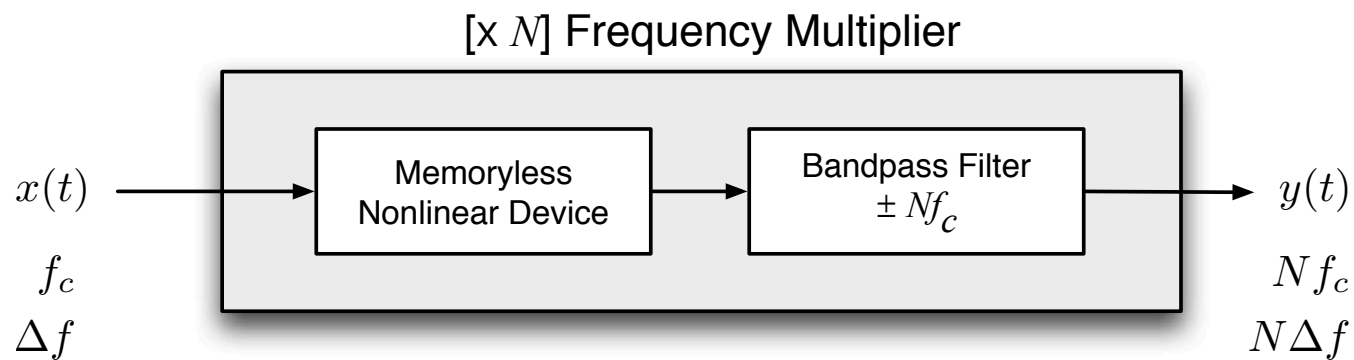 [x N] Frequency Multiplier
x(t)
Memoryless
Nonlinear Device
Bandpass Filter
± Nf_c
y(t)
f_c
Nf_c
Δf
NΔf